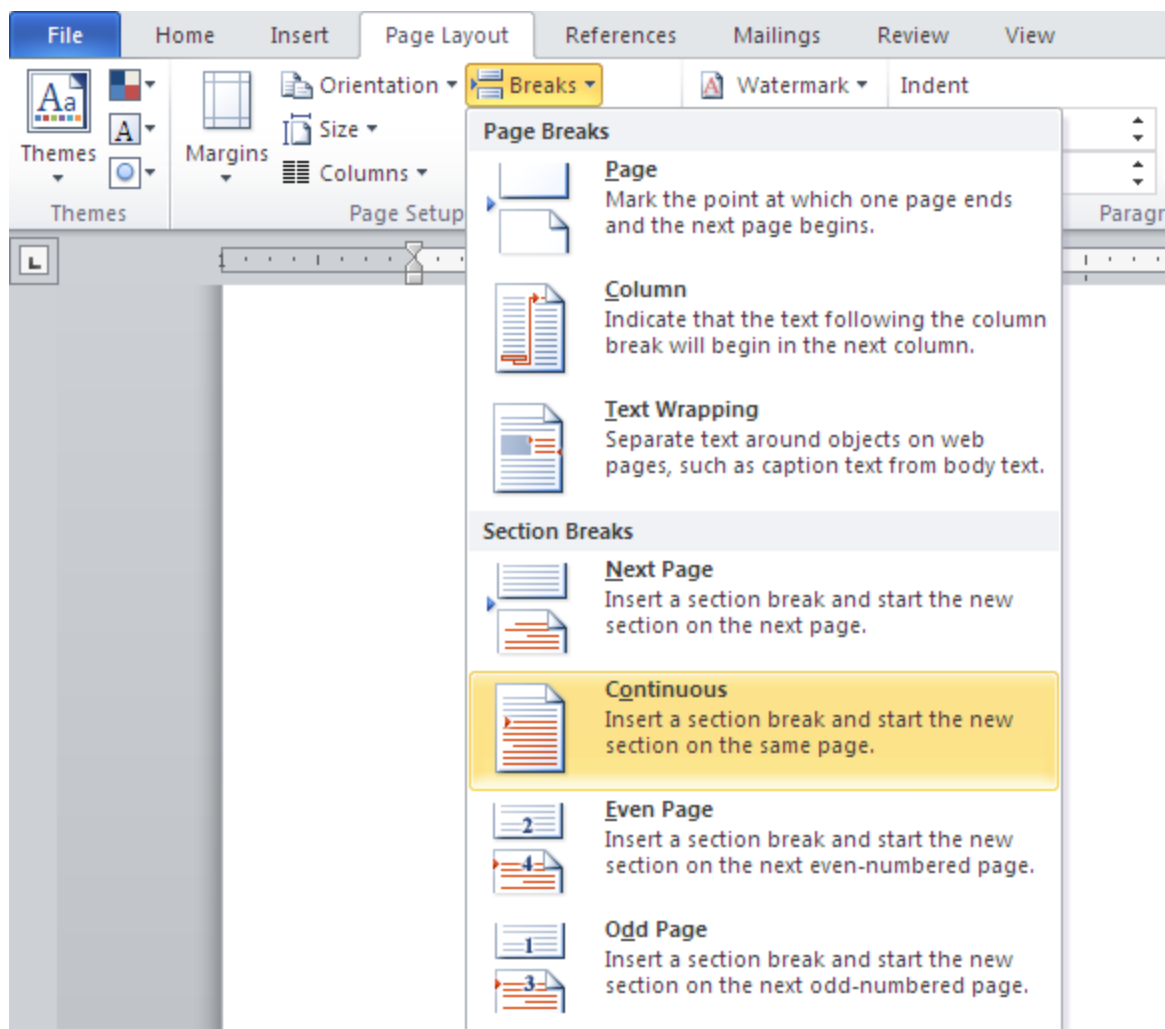 File Home Insert Page Layout References Mailings Review View
Aa Orientation Breaks Watermark Indent
A Size
Themes Margins Columns
Themes Page Setup Paragr
Page Breaks
Page
Mark the point at which one page ends
and the next page begins.
Column
Indicate that the text following the column
break will begin in the next column.
Text Wrapping
Separate text around objects on web
pages, such as caption text from body text.
Section Breaks
Next Page
Insert a section break and start the new
section on the next page.
Continuous
Insert a section break and start the new
section on the same page.
Even Page
2
Insert a section break and start the new
4
section on the next even-numbered page.
Odd Page
1
Insert a section break and start the new
3
section on the next odd-numbered page.